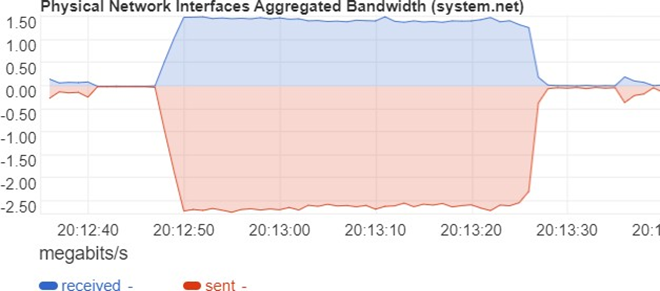 Physical Network Interfaces Aggregated Bandwidth (system.net)
1.50
1.00
0.50
0.00
-0.50
-1.00
-1.50
-2.00
-2.50
20:12:40 20:12:50 20:13:00 20:13:10 20:13:20 20:13:30 20:1
megabits/s
received - sent -